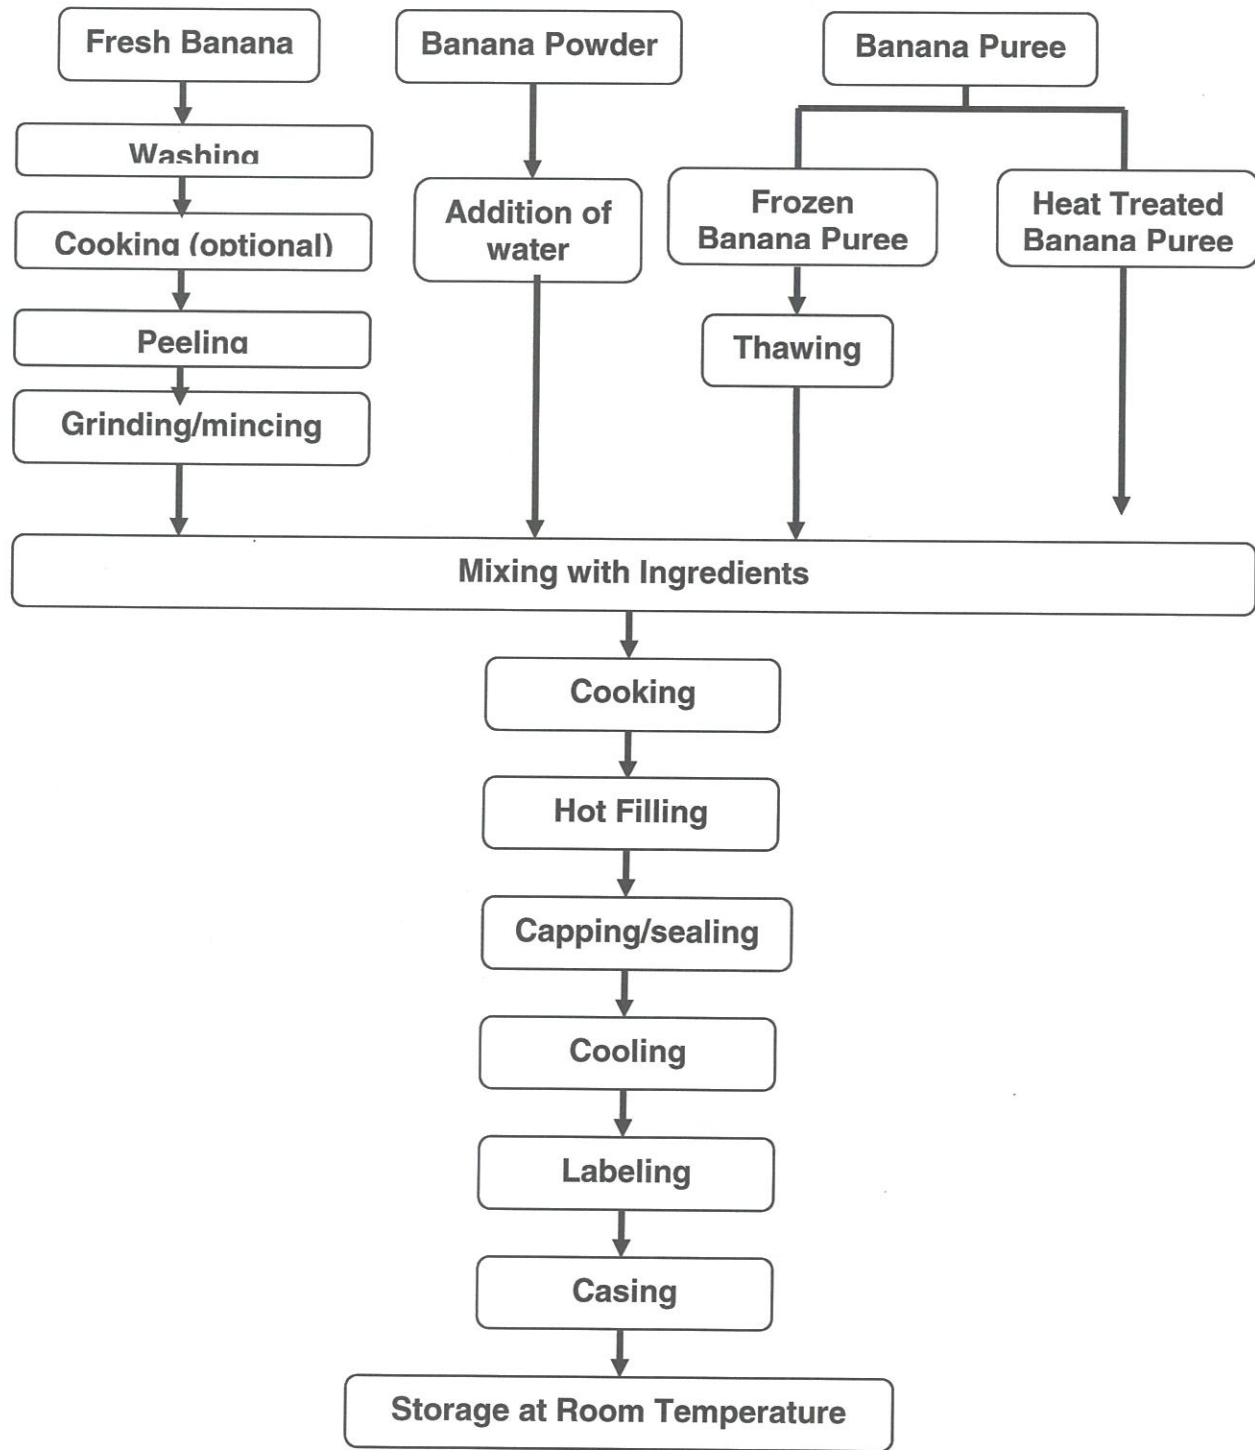 Fresh Banana
Banana Powder
Banana Puree
Washing
Cooking (optional)
Peeling
Grinding/mincing
Addition of
water
Frozen
Banana Puree
Thawing
Heat Treated
Banana Puree
Mixing with Ingredients
Cooking
Hot Filling
Capping/sealing
Cooling
Labeling
Casing
Storage at Room Temperature